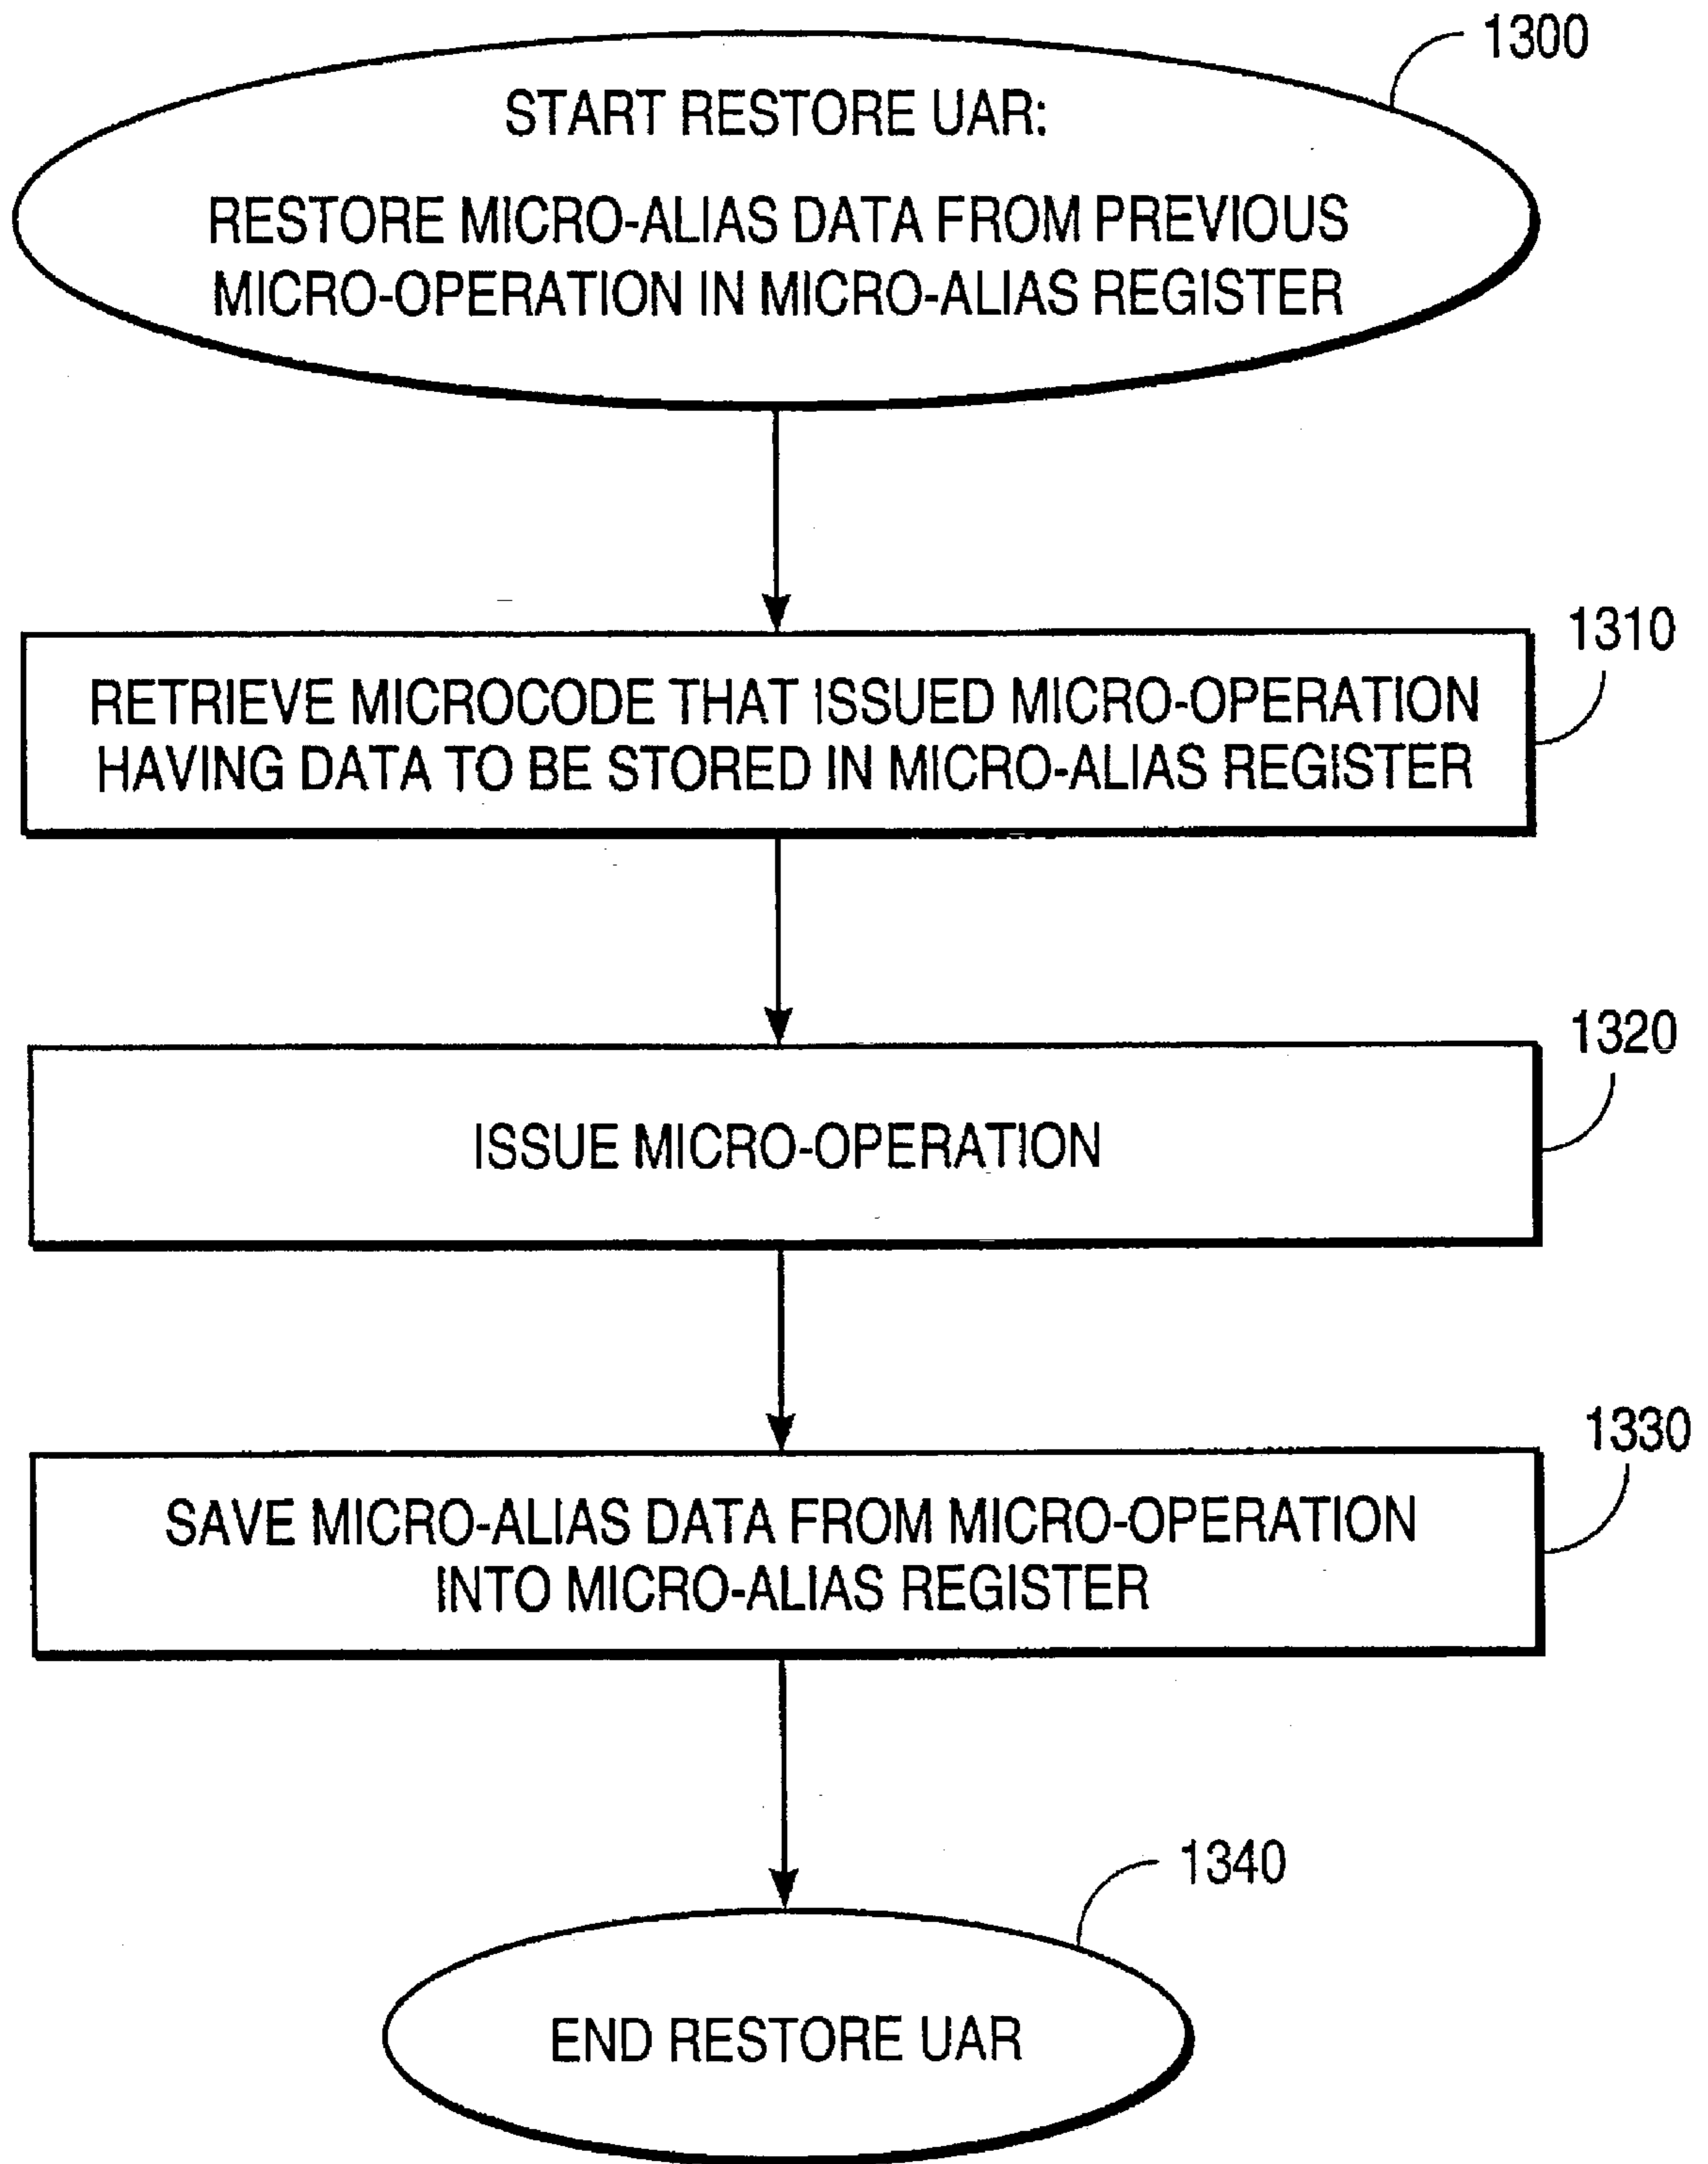 1300
START RESTORE UAR:
RESTORE MICRO-ALIAS DATA FROM PREVIOUS
MICRO-OPERATION IN MICRO-ALIAS REGISTER
1310
RETRIEVE MICROCODE THAT ISSUED MICRO-OPERATION
HAVING DATA TO BE STORED IN MICRO-ALIAS REGISTER
1320
ISSUE MICRO-OPERATION
1330
SAVE MICRO-ALIAS DATA FROM MICRO-OPERATION
INTO MICRO-ALIAS REGISTER
1340
END RESTORE UAR